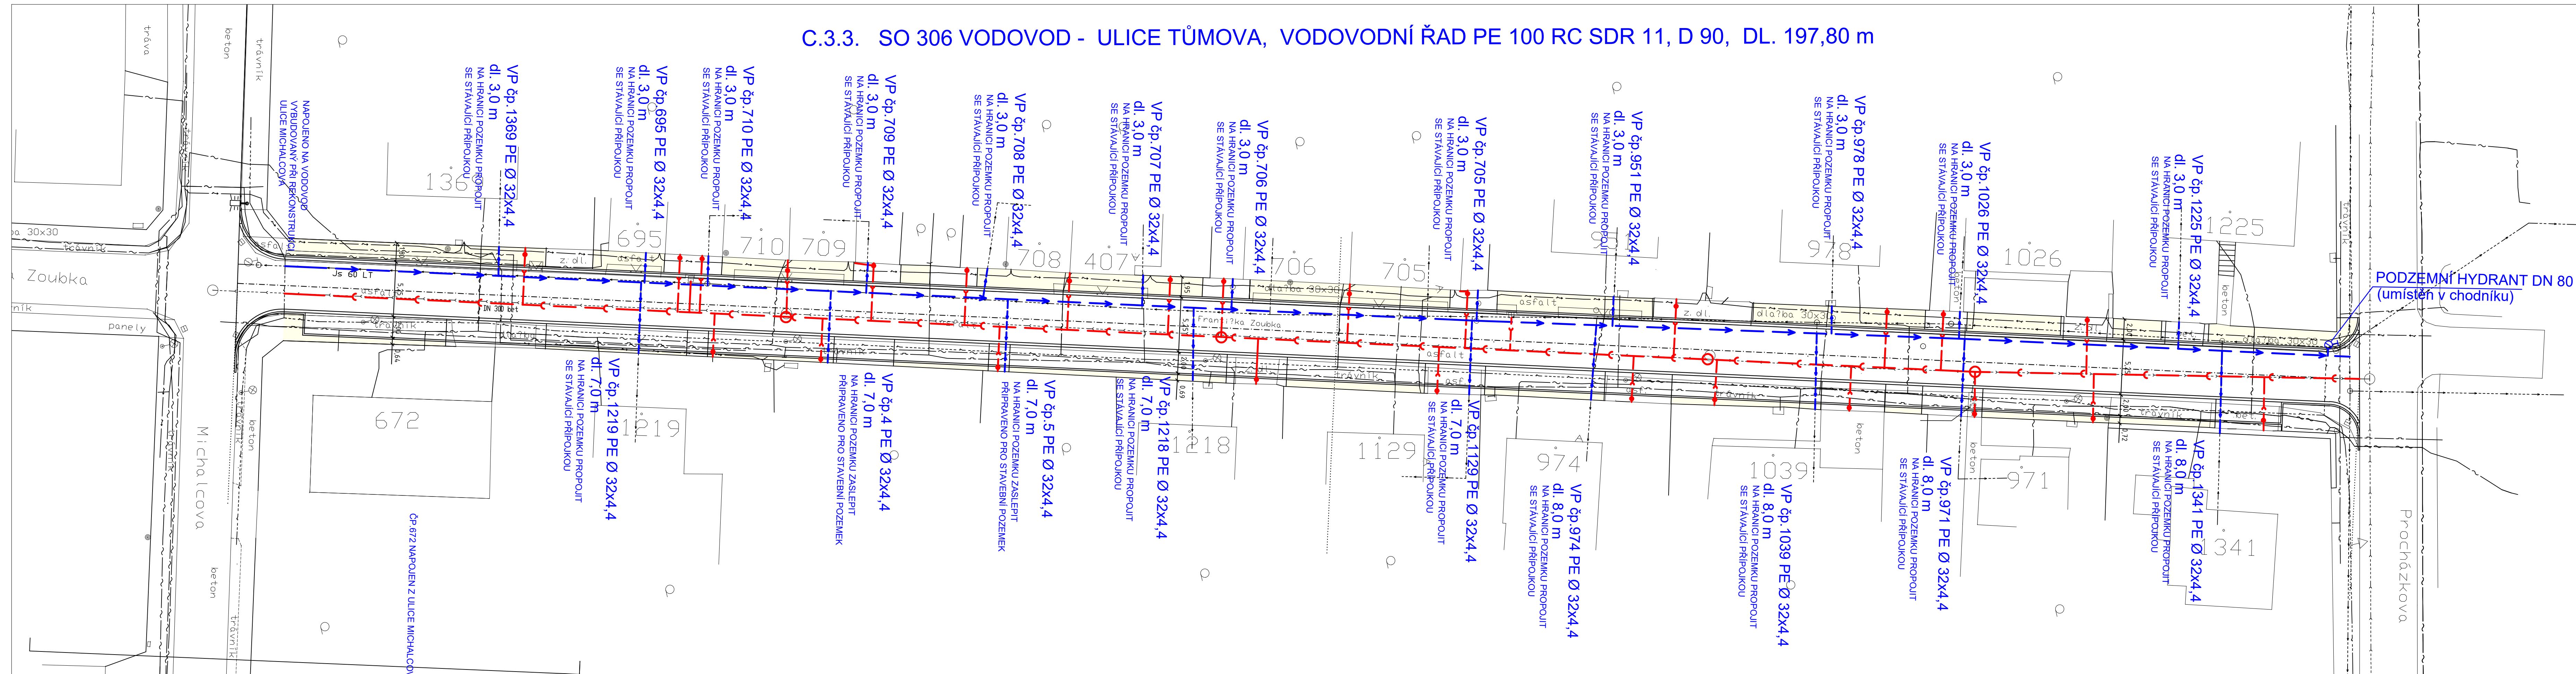 C.3.3. SO 306 VODOVOD - ULICE TŮMOVA, VODOVODNÍ ŘAD PE 100 RC SDR 11, D 90, DL. 197,80 m
tráva
beton
trávník
NAPOJENO NA VODOVOD
VYBUDOVANÝ PŘI REKONSTRUKCI
ULICE MICHALCOVA
VP čp.1369 PE Ø 32x4,4
dl. 3,0 m
NA HRANICI POZEMKU PROPOJIT
SE STÁVAJÍCÍ PŘÍPOJKOU
VP čp.695 PE Ø 32x4,4
dl. 3,0 m
NA HRANICI POZEMKU PROPOJIT
SE STÁVAJÍCÍ PŘÍPOJKOU
VP čp.710 PE Ø 32x4,4
dl. 3,0 m
NA HRANICI POZEMKU PROPOJIT
SE STÁVAJÍCÍ PŘÍPOJKOU
VP čp.709 PE Ø 32x4,4
dl. 3,0 m
NA HRANICI POZEMKU PROPOJIT
SE STÁVAJÍCÍ PŘÍPOJKOU
VP čp.708 PE Ø 32x4,4
dl. 3,0 m
NA HRANICI POZEMKU PROPOJIT
SE STÁVAJÍCÍ PŘÍPOJKOU
VP čp.707 PE Ø 32x4,4
dl. 3,0 m
NA HRANICI POZEMKU PROPOJIT
SE STÁVAJÍCÍ PŘÍPOJKOU
VP čp.706 PE Ø 32x4,4
dl. 3,0 m
NA HRANICI POZEMKU PROPOJIT
SE STÁVAJÍCÍ PŘÍPOJKOU
VP čp.705 PE Ø 32x4,4
dl. 3,0 m
NA HRANICI POZEMKU PROPOJIT
SE STÁVAJÍCÍ PŘÍPOJKOU
VP čp.951 PE Ø 32x4,4
dl. 3,0 m
NA HRANICI POZEMKU PROPOJIT
SE STÁVAJÍCÍ PŘÍPOJKOU
VP čp.978 PE Ø 32x4,4
dl. 3,0 m
NA HRANICI POZEMKU PROPOJIT
SE STÁVAJÍCÍ PŘÍPOJKOU
VP čp.1026 PE Ø 32x4,4
dl. 3,0 m
NA HRANICI POZEMKU PROPOJIT
SE STÁVAJÍCÍ PŘÍPOJKOU
VP čp.1225 PE Ø 32x4,4
dl. 3,0 m
NA HRANICI POZEMKU PROPOJIT
SE STÁVAJÍCÍ PŘÍPOJKOU
695
710
709
708
407
706
705
978
1026
1225
PODZEMNÍ HYDRANT DN 80
(umístěn v chodníku)
30x30
trávník
Zoubka
panely
Js 60 LT
DN 300 bet
asfalt
z. dl.
Františka Zoubka
asfalt
trávník
672
1219
1218
1129
974
1039
971
1341
Michalcova
Procházkova
beton
trávník
ČP.672 NAPOJEN Z ULICE MICHALCOV
VP čp.1219 PE Ø 32x4,4
dl. 7,0 m
NA HRANICI POZEMKU PROPOJIT
SE STÁVAJÍCÍ PŘÍPOJKOU
VP čp.4 PE Ø 32x4,4
dl. 7,0 m
NA HRANICI POZEMKU ZASLEPIT
PŘIPRAVENO PRO STAVEBNÍ POZEMEK
VP čp.5 PE Ø 32x4,4
dl. 7,0 m
NA HRANICI POZEMKU ZASLEPIT
PŘIPRAVENO PRO STAVEBNÍ POZEMEK
VP čp.1218 PE Ø 32x4,4
dl. 7,0 m
NA HRANICI POZEMKU PROPOJIT
SE STÁVAJÍCÍ PŘÍPOJKOU
VP čp.1129 PE Ø 32x4,4
dl. 7,0 m
NA HRANICI POZEMKU PROPOJIT
SE STÁVAJÍCÍ PŘÍPOJKOU
VP čp.974 PE Ø 32x4,4
dl. 8,0 m
NA HRANICI POZEMKU PROPOJIT
SE STÁVAJÍCÍ PŘÍPOJKOU
VP čp.1039 PE Ø 32x4,4
dl. 8,0 m
NA HRANICI POZEMKU PROPOJIT
SE STÁVAJÍCÍ PŘÍPOJKOU
VP čp.971 PE Ø 32x4,4
dl. 8,0 m
NA HRANICI POZEMKU PROPOJIT
SE STÁVAJÍCÍ PŘÍPOJKOU
VP čp.1341 PE Ø 32x4,4
dl. 8,0 m
NA HRANICI POZEMKU PROPOJIT
SE STÁVAJÍCÍ PŘÍPOJKOU